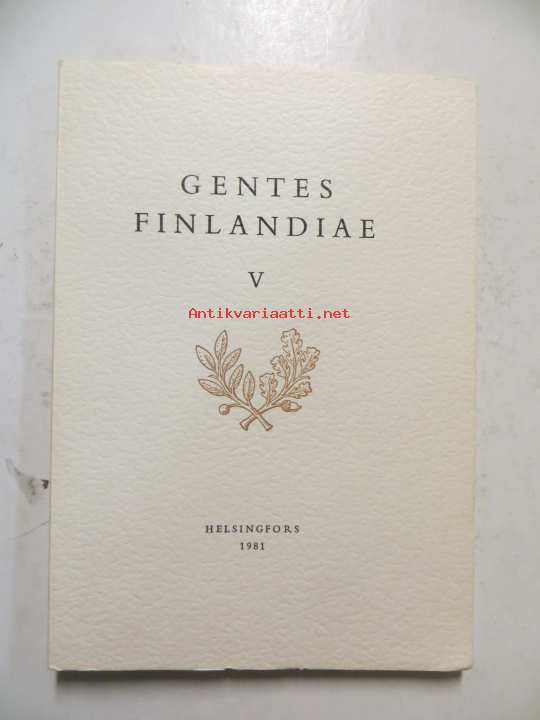 GENTES
FINLANDIAE
V
Antikvariaatti.net
HELSINGFORS
1981